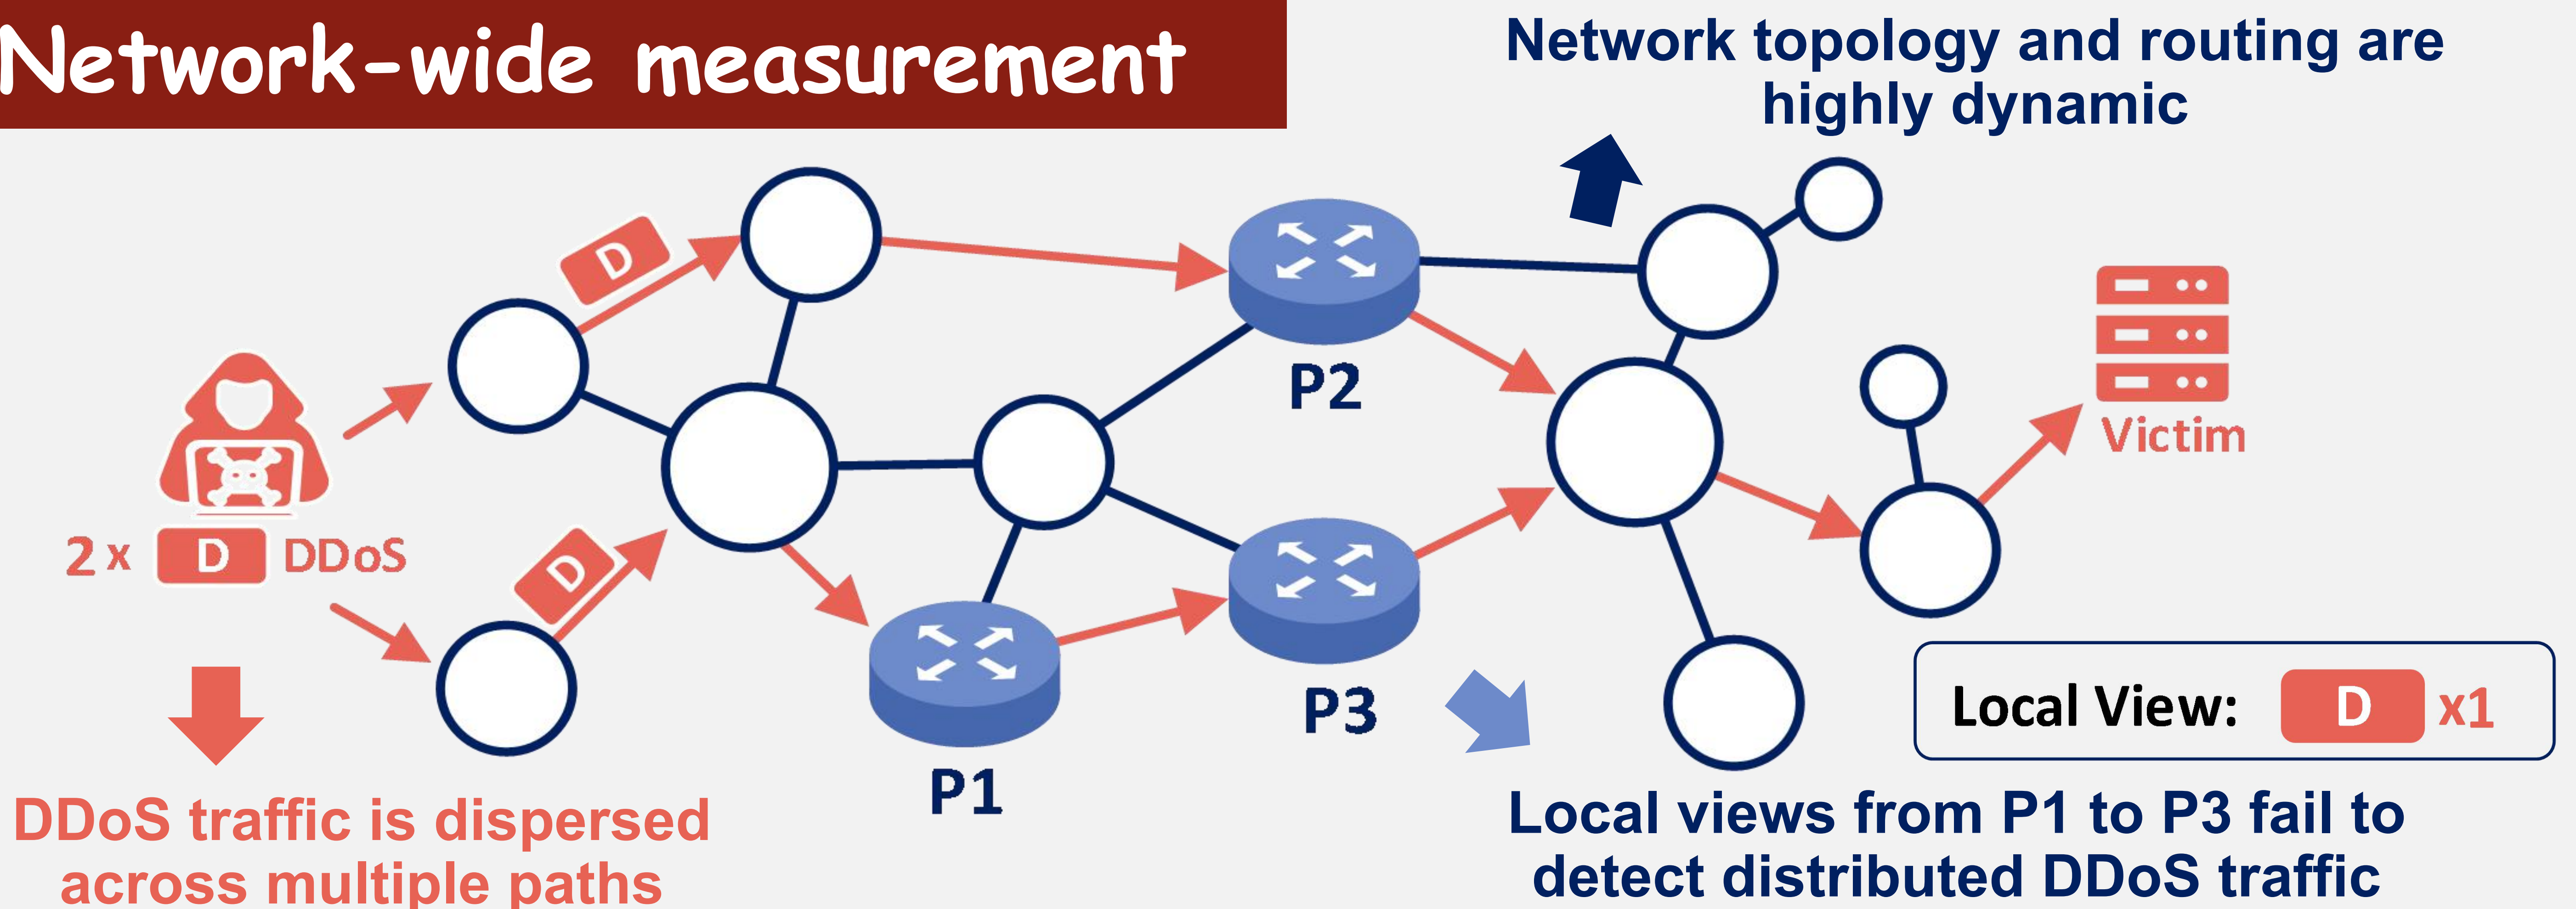 Network-wide measurement
Network topology and routing are
highly dynamic
D
P2
Victim
2 x D DDoS
D
P3
P1
Local View: D x1
DDoS traffic is dispersed
across multiple paths
Local views from P1 to P3 fail to
detect distributed DDoS traffic